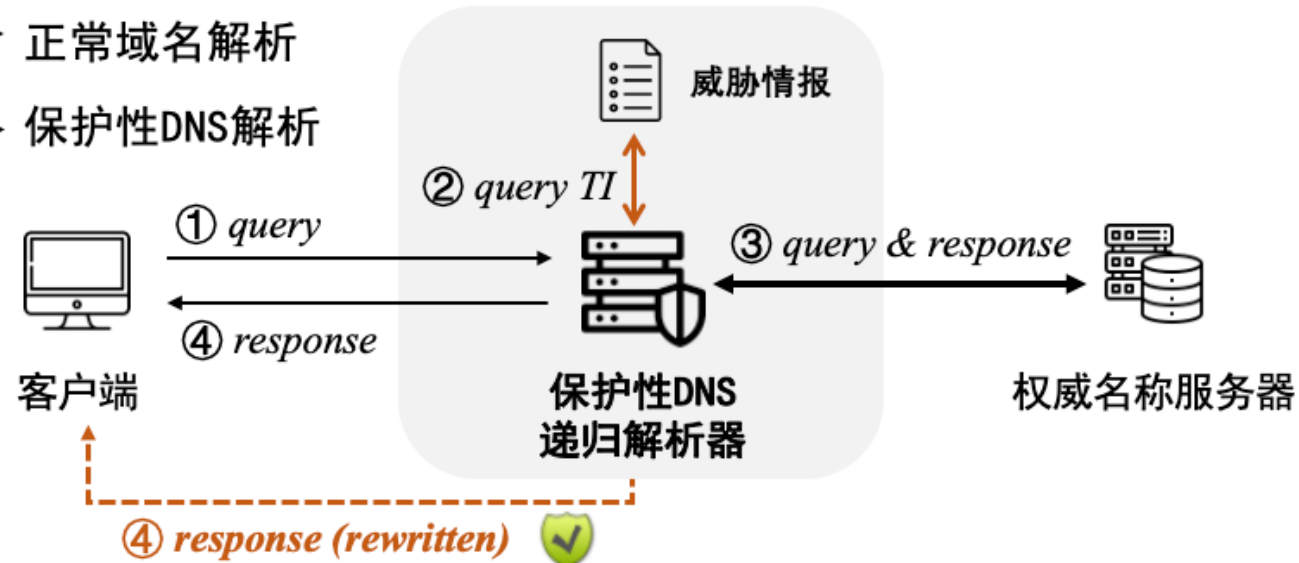 正常域名解析
保护性DNS解析
威胁情报
② query TI
① query
③ query & response
④ response
客户端
保护性DNS
递归解析器
权威名称服务器
④ response (rewritten)